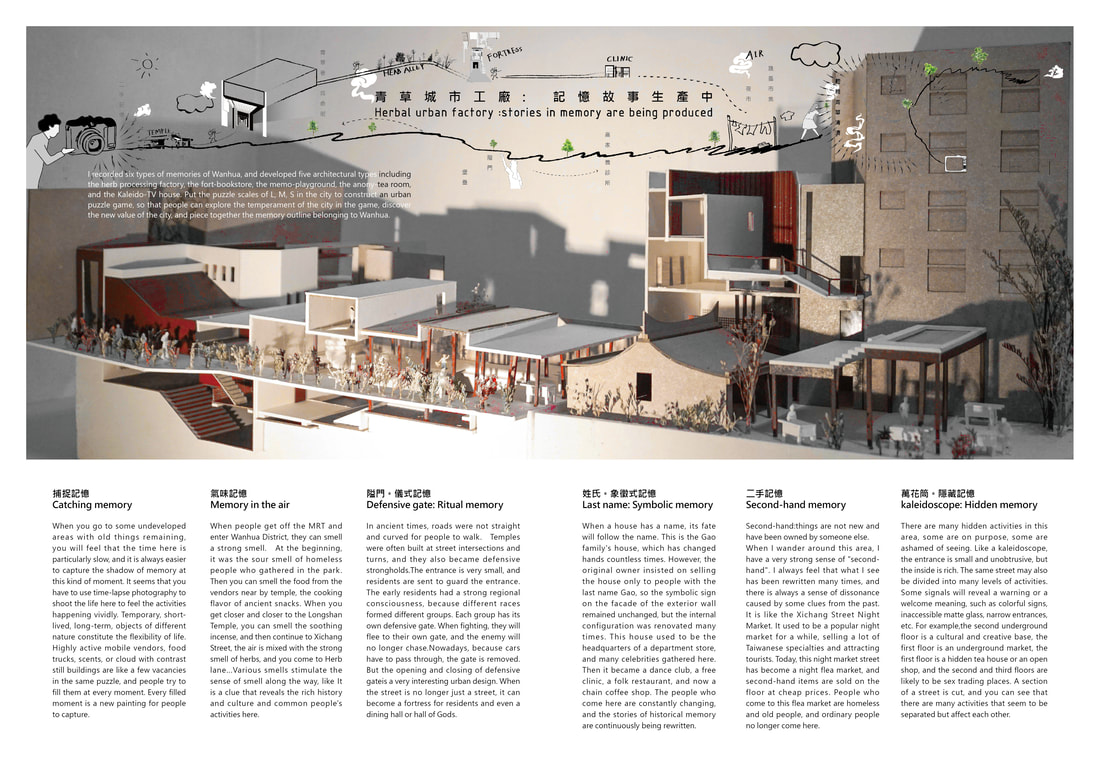 FORTRESS
HERB ALLEY
CLINIC
AIR
TEMPLE
青草城市工廠：記憶故事生產中
Herbal urban factory :stories in memory are being produced
隘門
I recorded six types of memories of Wanhua, and developed five architectural types including
the herb processing factory, the fort-bookstore, the memo-playground, the anony-tea room,
and the Kaleido-TV house. Put the puzzle scales of L, M, S in the city to construct an urban
puzzle game, so that people can explore the temperament of the city in the game, discover
the new value of the city, and piece together the memory outline belonging to Wanhua.
捕捉記憶
Catching memory
When you go to some undeveloped
areas with old things remaining,
you will feel that the time here is
particularly slow, and it is always easier
to capture the shadow of memory at
this kind of moment. It seems that you
have to use time-lapse photography to
shoot the life here to feel the activities
happening vividly. Temporary, short-
lived, long-term, objects of different
nature constitute the flexibility of life.
Highly active mobile vendors, food
trucks, scents, or cloud with contrast
still buildings are like a few vacancies
in the same puzzle, and people try to
fill them at every moment. Every filled
moment is a new painting for people
to capture.
氣味記憶
Memory in the air
When people get off the MRT and
enter Wanhua District, they can smell
a strong smell. At the beginning,
it was the sour smell of homeless
people who gathered in the park.
Then you can smell the food from the
vendors near by temple, the cooking
flavor of ancient snacks. When you
get closer and closer to the Longshan
Temple, you can smell the soothing
incense, and then continue to Xichang
Street, the air is mixed with the strong
smell of herbs, and you come to Herb
lane...Various smells stimulate the
sense of smell along the way, like It
is a clue that reveals the rich history
and culture and common people's
activities here.
隘門。儀式記憶
Defensive gate: Ritual memory
In ancient times, roads were not straight
and curved for people to walk. Temples
were often built at street intersections and
turns, and they also became defensive
strongholds.The entrance is very small, and
residents are sent to guard the entrance.
The early residents had a strong regional
consciousness, because different races
formed different groups. Each group has its
own defensive gate. When fighting, they will
flee to their own gate, and the enemy will
no longer chase.Nowadays, because cars
have to pass through, the gate is removed.
But the opening and closing of defensive
gateis a very interesting urban design. When
the street is no longer just a street, it can
become a fortress for residents and even a
dining hall or hall of Gods.
姓氏。象徵式記憶
Last name: Symbolic memory
When a house has a name, its fate
will follow the name. This is the Gao
family's house, which has changed
hands countless times. However, the
original owner insisted on selling
the house only to people with the
last name Gao, so the symbolic sign
on the facade of the exterior wall
remained unchanged, but the internal
configuration was renovated many
times. This house used to be the
headquarters of a department store,
and many celebrities gathered here.
Then it became a dance club, a free
clinic, a folk restaurant, and now a
chain coffee shop. The people who
come here are constantly changing,
and the stories of historical memory
are continuously being rewritten.
二手記憶
Second-hand memory
Second-hand:things are not new and
have been owned by someone else.
When I wander around this area, I
have a very strong sense of "second-
hand". I always feel that what I see
has been rewritten many times, and
there is always a sense of dissonance
caused by some clues from the past.
It is like the Xichang Street Night
Market. It used to be a popular night
market for a while, selling a lot of
Taiwanese specialties and attracting
tourists. Today, this night market street
has become a night flea market, and
second-hand items are sold on the
floor at cheap prices. People who
come to this flea market are homeless
and old people, and ordinary people
no longer come here.
萬花筒。隱藏記憶
kaleidoscope: Hidden memory
There are many hidden activities in this
area, some are on purpose, some are
ashamed of seeing. Like a kaleidoscope,
the entrance is small and unobtrusive, but
the inside is rich. The same street may also
be divided into many levels of activities.
Some signals will reveal a warning or a
welcome meaning, such as colorful signs,
inaccessible matte glass, narrow entrances,
etc. For example,the second underground
floor is a cultural and creative base, the
first floor is an underground market, the
first floor is a hidden tea house or an open
shop, and the second and third floors are
likely to be sex trading places. A section
of a street is cut, and you can see that
there are many activities that seem to be
separated but affect each other.